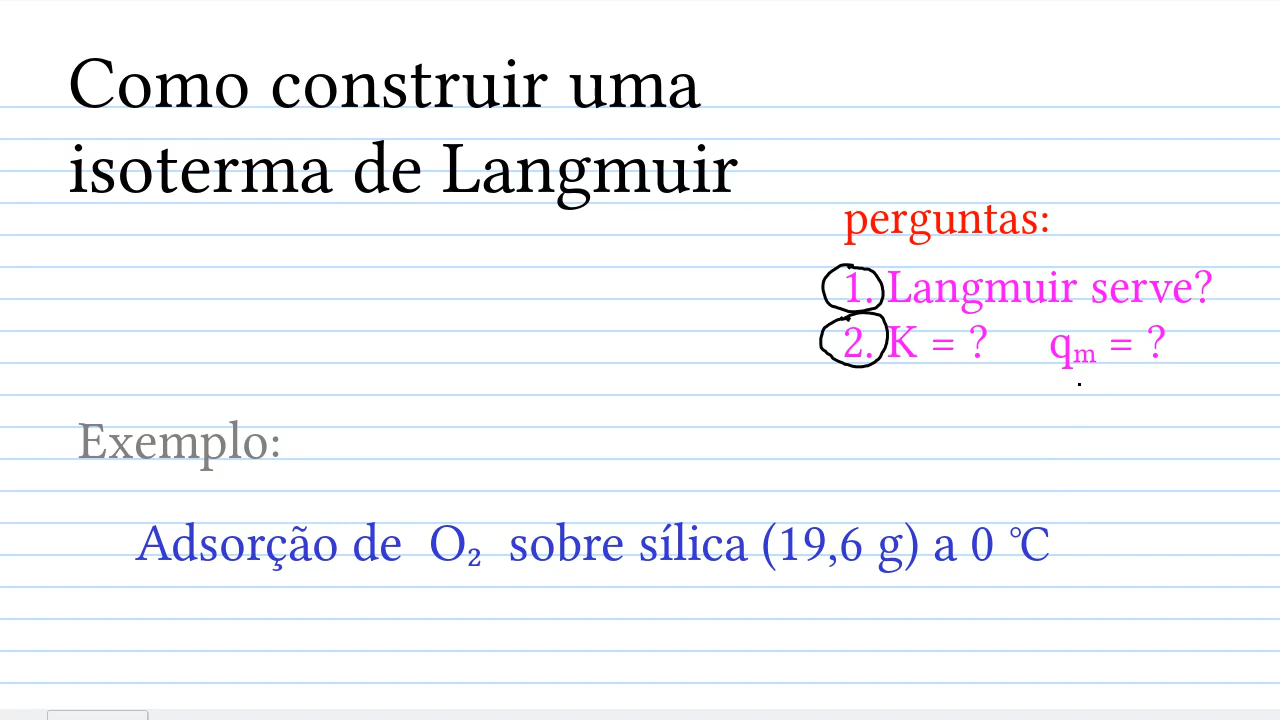 Como construir uma
isoterma de Langmuir
perguntas:
1. Langmuir serve?
2. K = ? qₘ = ?
Exemplo:
Adsorção de O₂ sobre sílica (19,6 g) a 0 ℃